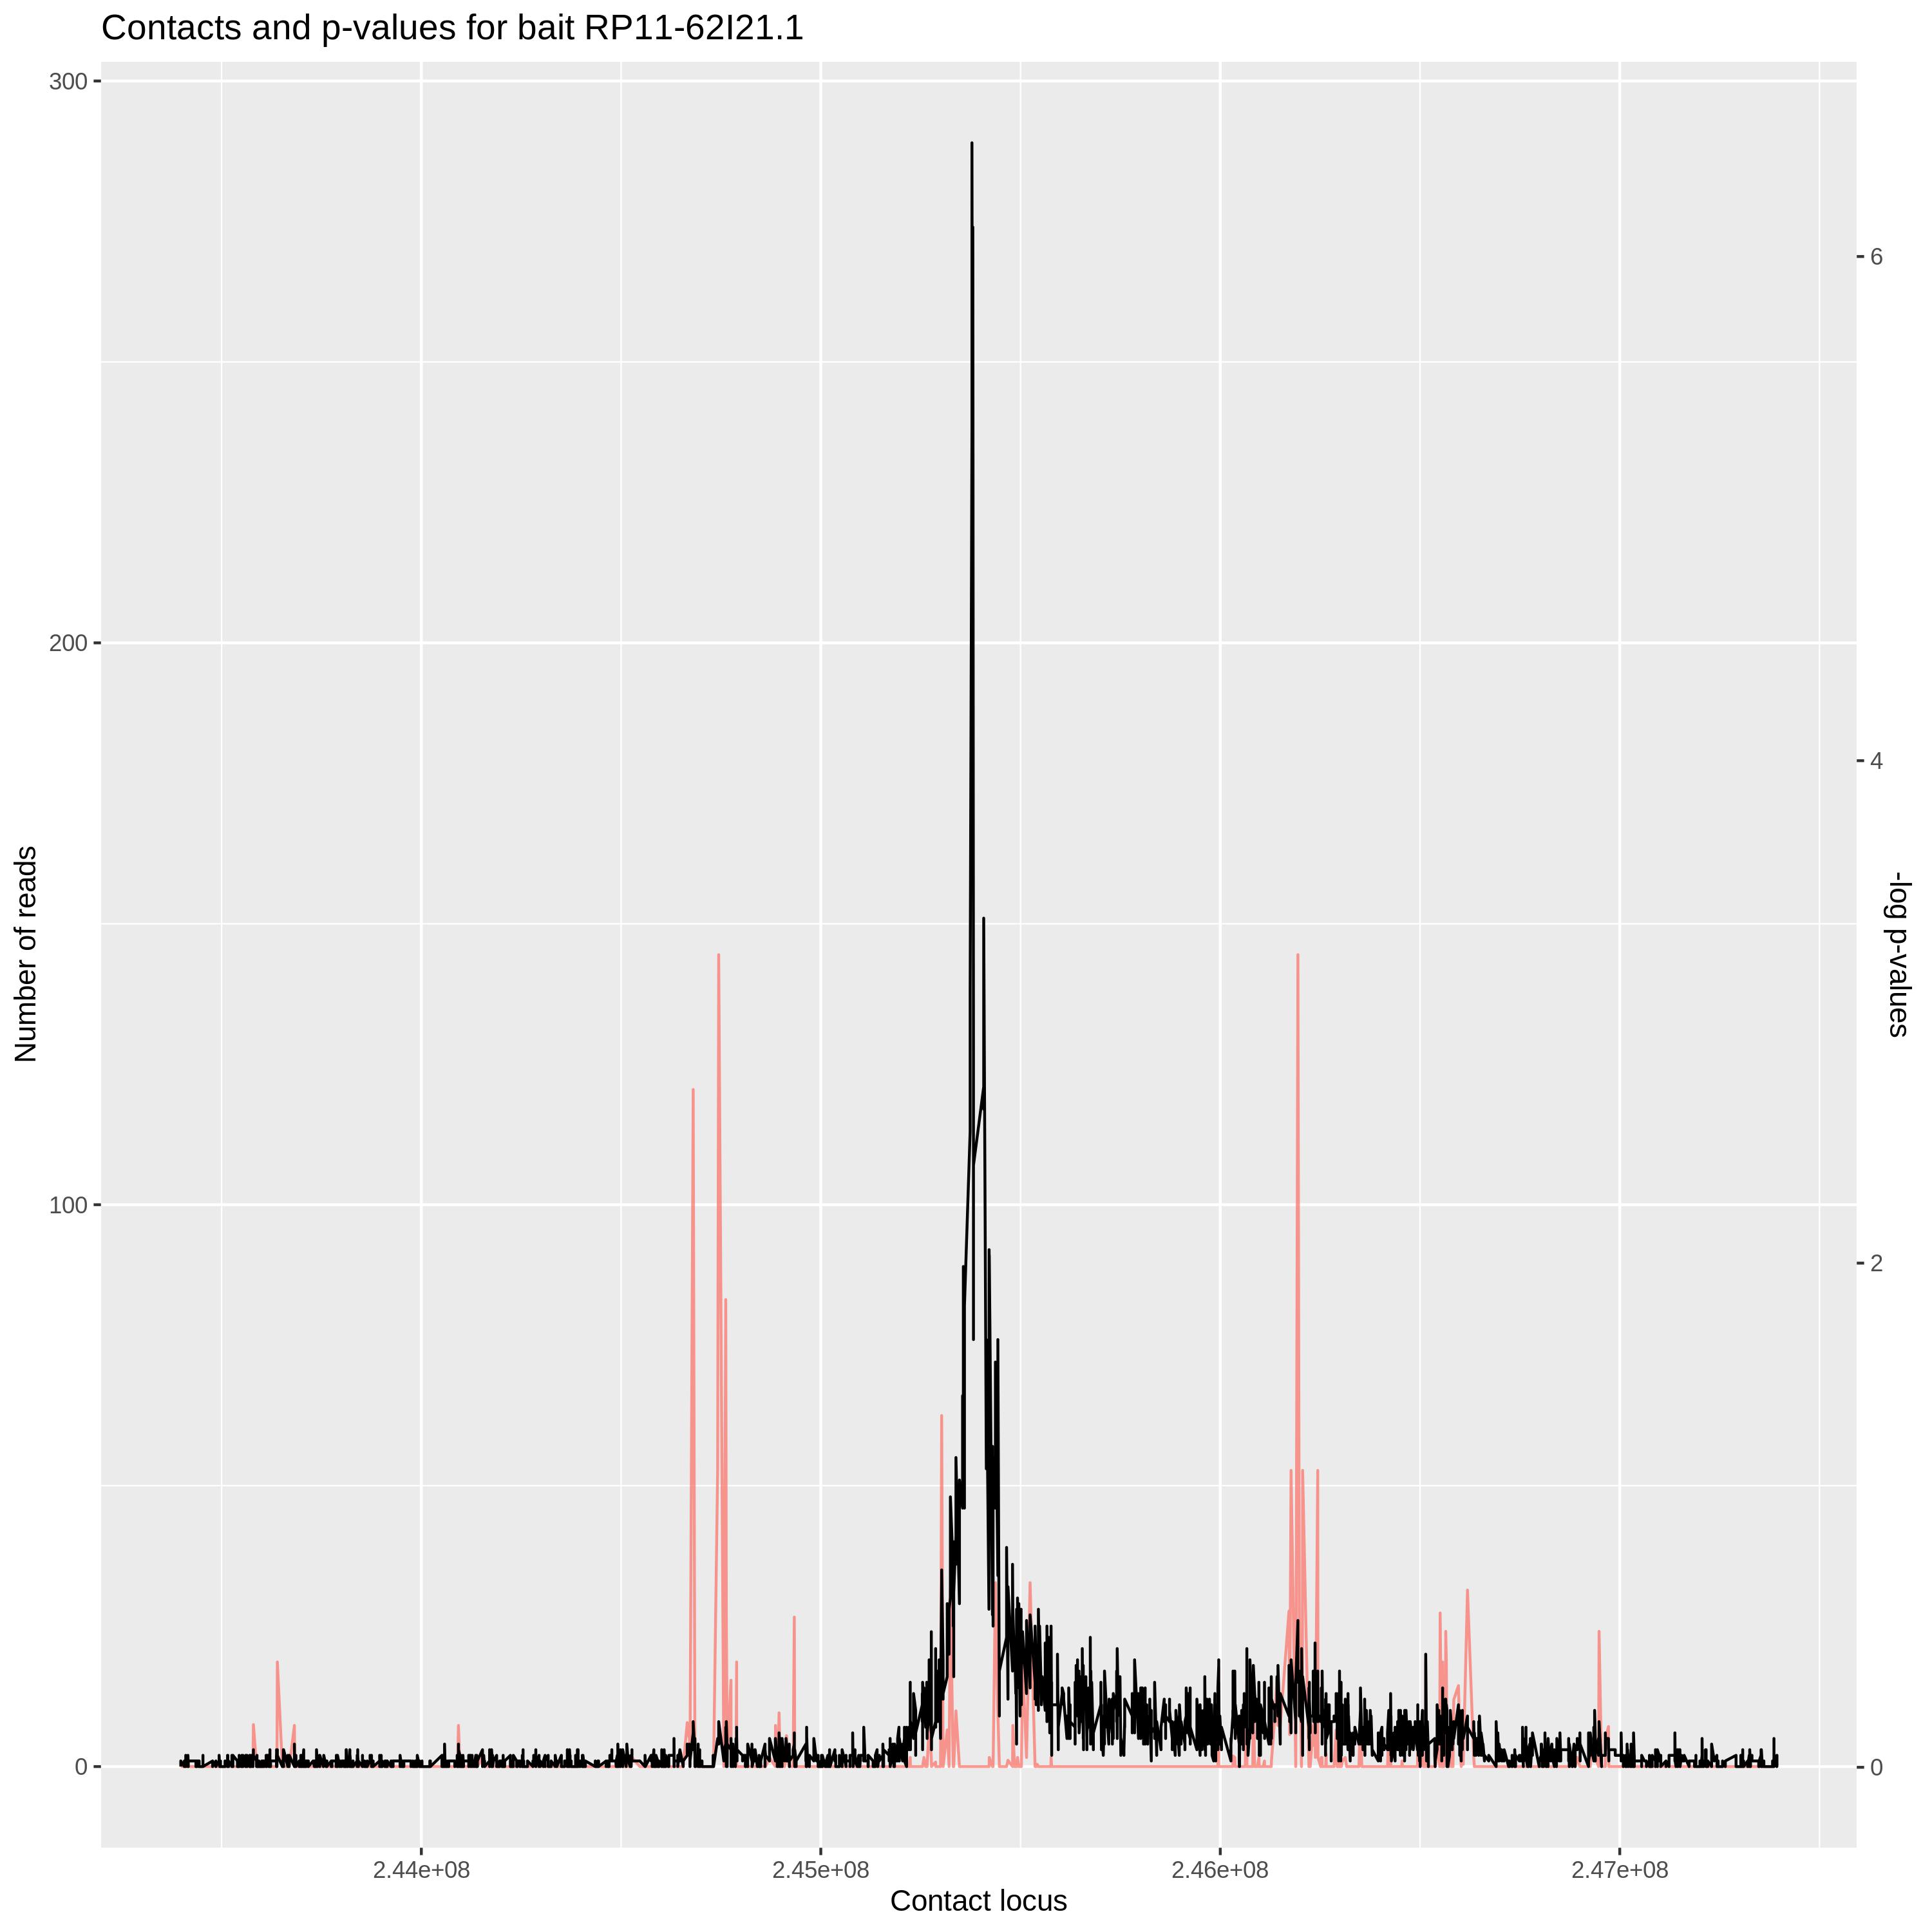 Contacts and p-values for bait RP11-62I21.1
300
200
100
0
Number of reads
6
4
2
0
-log p-values
2.44e+08
2.45e+08
2.46e+08
2.47e+08
Contact locus